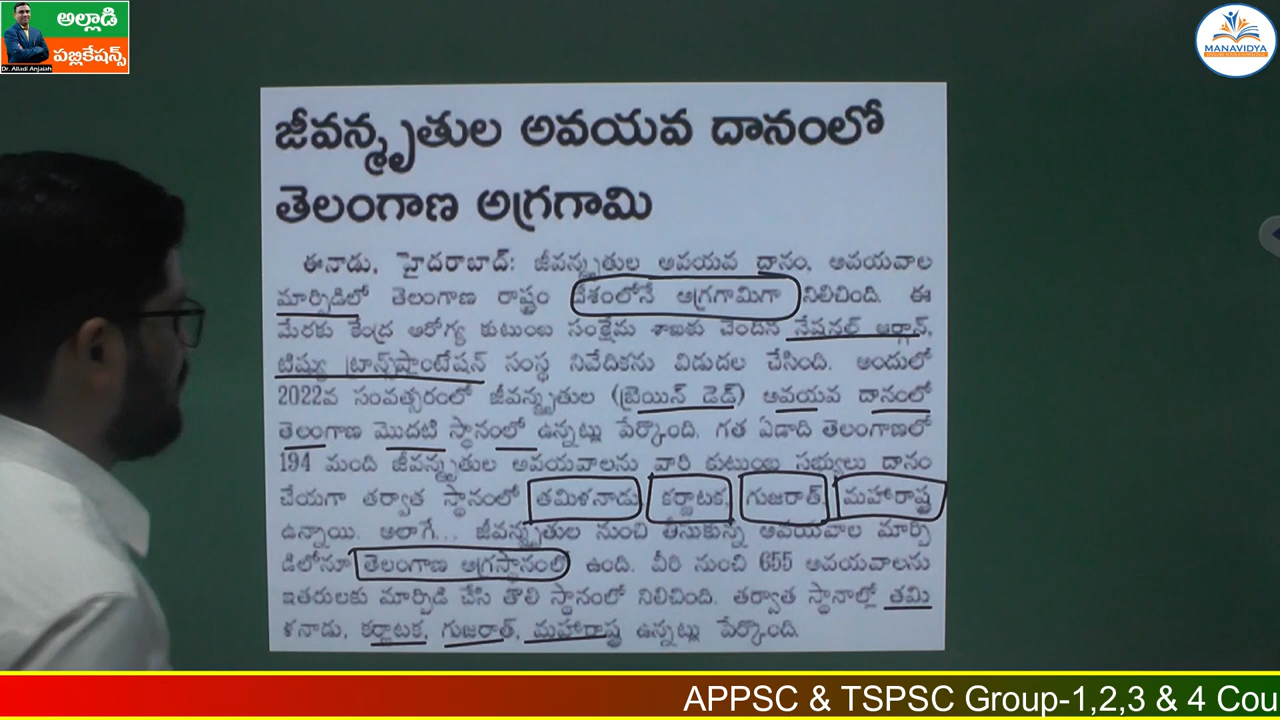 అల్లాడి
పబ్లికేషన్స్
Dr. Alladi Anjaiah
MANAVIDYA
జీవన్మృతుల అవయవ దానంలో
తెలంగాణ అగ్రగామి
ఈనాడు, హైదరాబాద్: జీవన్మృతుల అవయవ దానం, అవయవాల
మార్పిడిలో తెలంగాణ రాష్ట్రం దేశంలోనే అగ్రగామిగా నిలిచింది. ఈ
మేరకు కేంద్ర ఆరోగ్య కుటుంబ సంక్షేమ శాఖకు చెందిన నేషనల్ ఆర్గాన్,
టిష్యు ట్రాన్స్‌ప్లాంటేషన్ సంస్థ నివేదికను విడుదల చేసింది. అందులో
2022వ సంవత్సరంలో జీవన్మృతుల (బ్రెయిన్ డెడ్) అవయవ దానంలో
తెలంగాణ మొదటి స్థానంలో ఉన్నట్లు పేర్కొంది. గత ఏడాది తెలంగాణలో
194 మంది జీవన్మృతుల అవయవాలను వారి కుటుంబ సభ్యులు దానం
చేయగా తర్వాత స్థానంలో తమిళనాడు, కర్ణాటక, గుజరాత్, మహారాష్ట్ర
ఉన్నాయి. అలాగే... జీవన్మృతుల నుంచి తీసుకున్న అవయవాల మార్పి
డిలోనూ తెలంగాణ అగ్రస్థానంలో ఉంది. వీరి నుంచి 655 అవయవాలను
ఇతరులకు మార్పిడి చేసి తొలి స్థానంలో నిలిచింది. తర్వాత స్థానాల్లో తమి
ళనాడు, కర్ణాటక, గుజరాత్, మహారాష్ట్ర ఉన్నట్లు పేర్కొంది.
APPSC & TSPSC Group-1,2,3 & 4 Cou